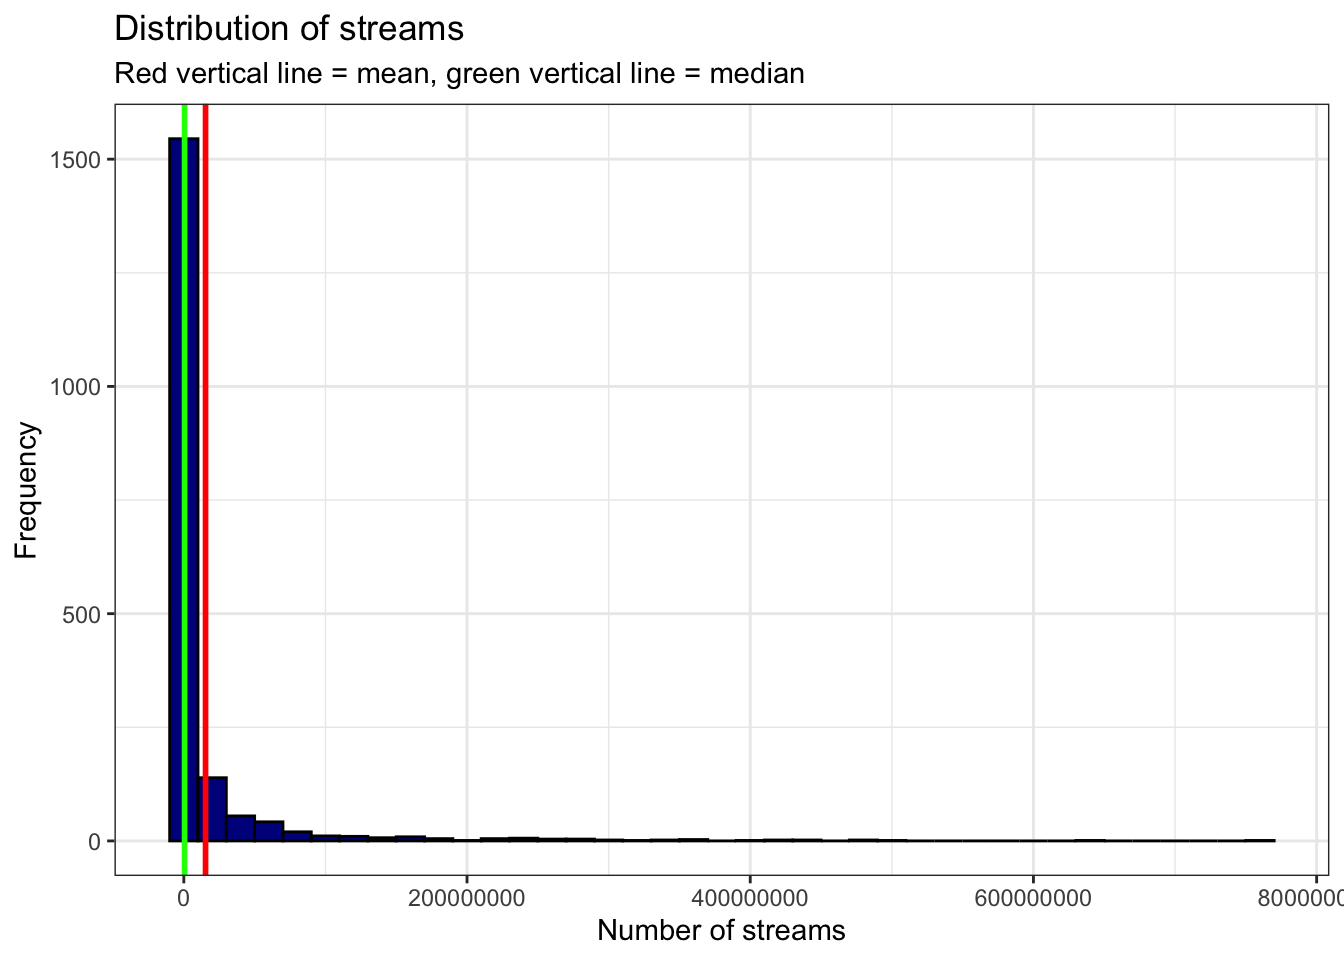 Distribution of streams
Red vertical line = mean, green vertical line = median
1500
1000
500
0
Frequency
0 200000000 400000000 600000000 8000000
Number of streams